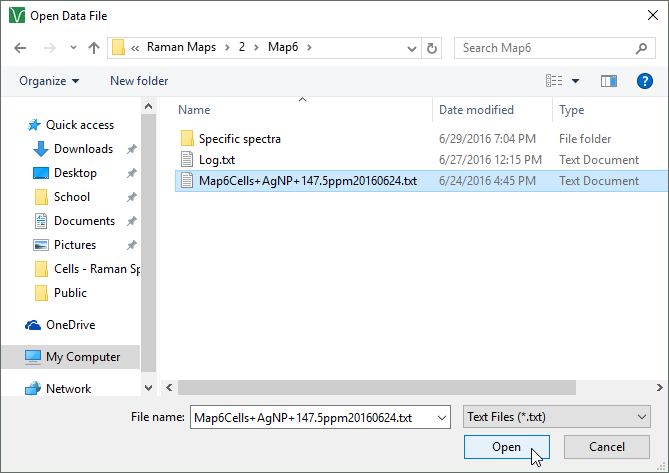 Open Data File
« Raman Maps > 2 > Map6 >
Search Map6
Organize
New folder
Name Date modified Type
Quick access
Downloads
Desktop
School
Documents
Pictures
Cells - Raman Sp
Public
OneDrive
My Computer
Network
Specific spectra 6/29/2016 7:04 PM File folder
Log.txt 6/27/2016 12:15 PM Text Document
Map6Cells+AgNP+147.5ppm20160624.txt 6/24/2016 4:45 PM Text Document
File name: Map6Cells+AgNP+147.5ppm20160624.txt
Text Files (*.txt)
Open
Cancel